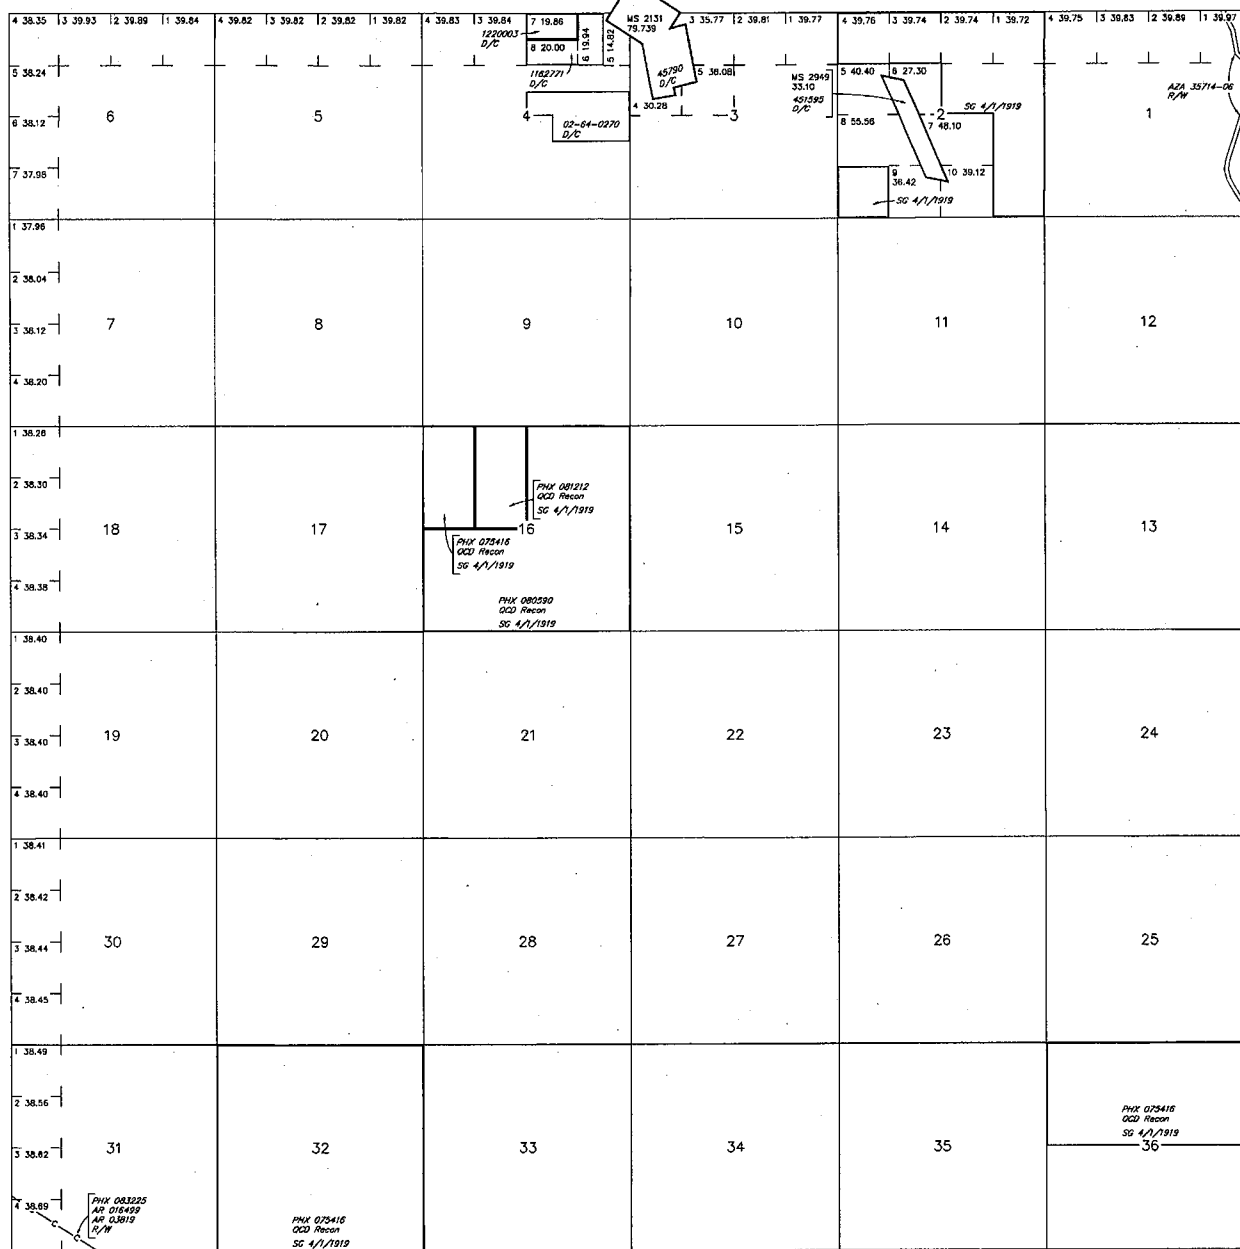 4 38.35 3 39.93 2 39.89 1 39.84 4 39.82 3 39.82 2 39.82 1 39.82 4 39.83 3 39.84 7 19.86
MS 2131
79.739
3 35.77 2 39.81 1 39.77 4 39.76 3 39.74 2 39.74 1 39.72 4 39.75 3 39.83 2 39.89 1 39.97
1220003
D/C
8 20.00
6 19.94
5 14.82
1162771
D/C
45790
D/C
5 38.08
4 30.28
MS 2949
33.10
451595
D/C
5 40.40 6 27.30
SG 4/1/1919
8 55.56
7 48.10
9
36.42
10 39.12
SG 4/1/1919
AZA 35714-06
R/W
02-64-0270
D/C
5 38.24
6 38.12
7 37.98
6 5 4 3 2 1
1 37.96
2 38.04
3 38.12
4 38.20
7 8 9 10 11 12
1 38.28
2 38.30
3 38.34
4 38.38
PHX 081212
QCD Recon
SG 4/1/1919
18 17 16 15 14 13
PHX 075416
QCD Recon
SG 4/1/1919
PHX 080590
QCD Recon
SG 4/1/1919
1 38.40
2 38.40
3 38.40
4 38.40
19 20 21 22 23 24
1 38.41
2 38.42
3 38.44
4 38.45
30 29 28 27 26 25
1 38.49
2 38.56
3 38.62
4 38.69
PHX 075416
QCD Recon
SG 4/1/1919
31 32 33 34 35 36
PHX 083225
AR 016499
AR 03819
R/W
C
C
PHX 075416
QCD Recon
SG 4/1/1919